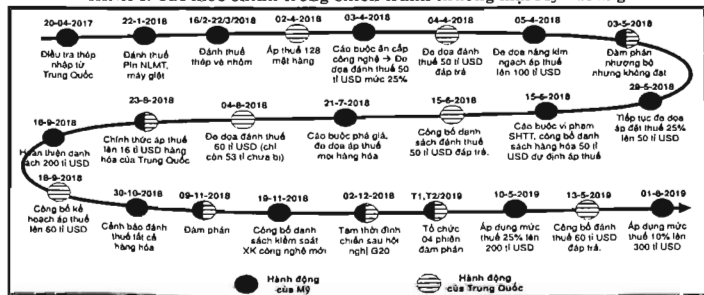 20-04-2017
Điều tra thép
nhập từ
Trung Quốc
22-1-2018
Đánh thuế
Pin NLMT,
máy giặt
16/2-22/3/2018
Đánh thuế
thép và nhôm
02-4-2018
Áp thuế 128
mặt hàng
03-4-2018
Cáo buộc ăn cắp
công nghệ → Đe
dọa đánh thuế 50
tỉ USD mức 25%
04-4-2018
Đe dọa đánh
thuế 50 tỉ USD
đáp trả
05-4-2018
Đe dọa nâng kim
ngạch áp thuế
lên 100 tỉ USD
03-5-2018
Đàm phán
nhượng bộ
nhưng không đạt
29-5-2018
Tiếp tục đe dọa
áp đặt thuế 25%
lên 50 tỉ USD
15-6-2018
Cáo buộc vi phạm
SHTT, công bố danh
sách hàng hóa 50 tỉ
USD dự định áp thuế
15-6-2018
Công bố danh
sách đánh thuế
50 tỉ USD đáp trả.
21-7-2018
Cáo buộc phá giá,
đe dọa áp thuế
mọi hàng hóa
04-8-2018
Đe dọa đánh thuế
60 tỉ USD (chỉ
còn 53 tỉ chưa bị)
23-8-2018
Chính thức áp thuế
lên 16 tỉ USD hàng
hóa của Trung Quốc
16-9-2018
Hoàn thiện danh
sách 200 tỉ USD
18-9-2018
Công bố kế
hoạch áp thuế
lên 60 tỉ USD
30-10-2018
Cảnh báo đánh
thuế tất cả
hàng hóa
09-11-2018
Đàm phán
19-11-2018
Công bố danh
sách kiểm soát
XK công nghệ mới
02-12-2018
Tạm thời đình
chiến sau hội
nghị G20
T1,T2/2019
Tổ chức
04 phiên
đàm phán
10-5-2019
Áp dụng mức
thuế 25% lên
200 tỉ USD
13-5-2019
Công bố đánh
thuế 60 tỉ USD
đáp trả.
01-8-2019
Áp dụng mức
thuế 10% lên
300 tỉ USD
Hành động
của Mỹ
Hành động
của Trung Quốc